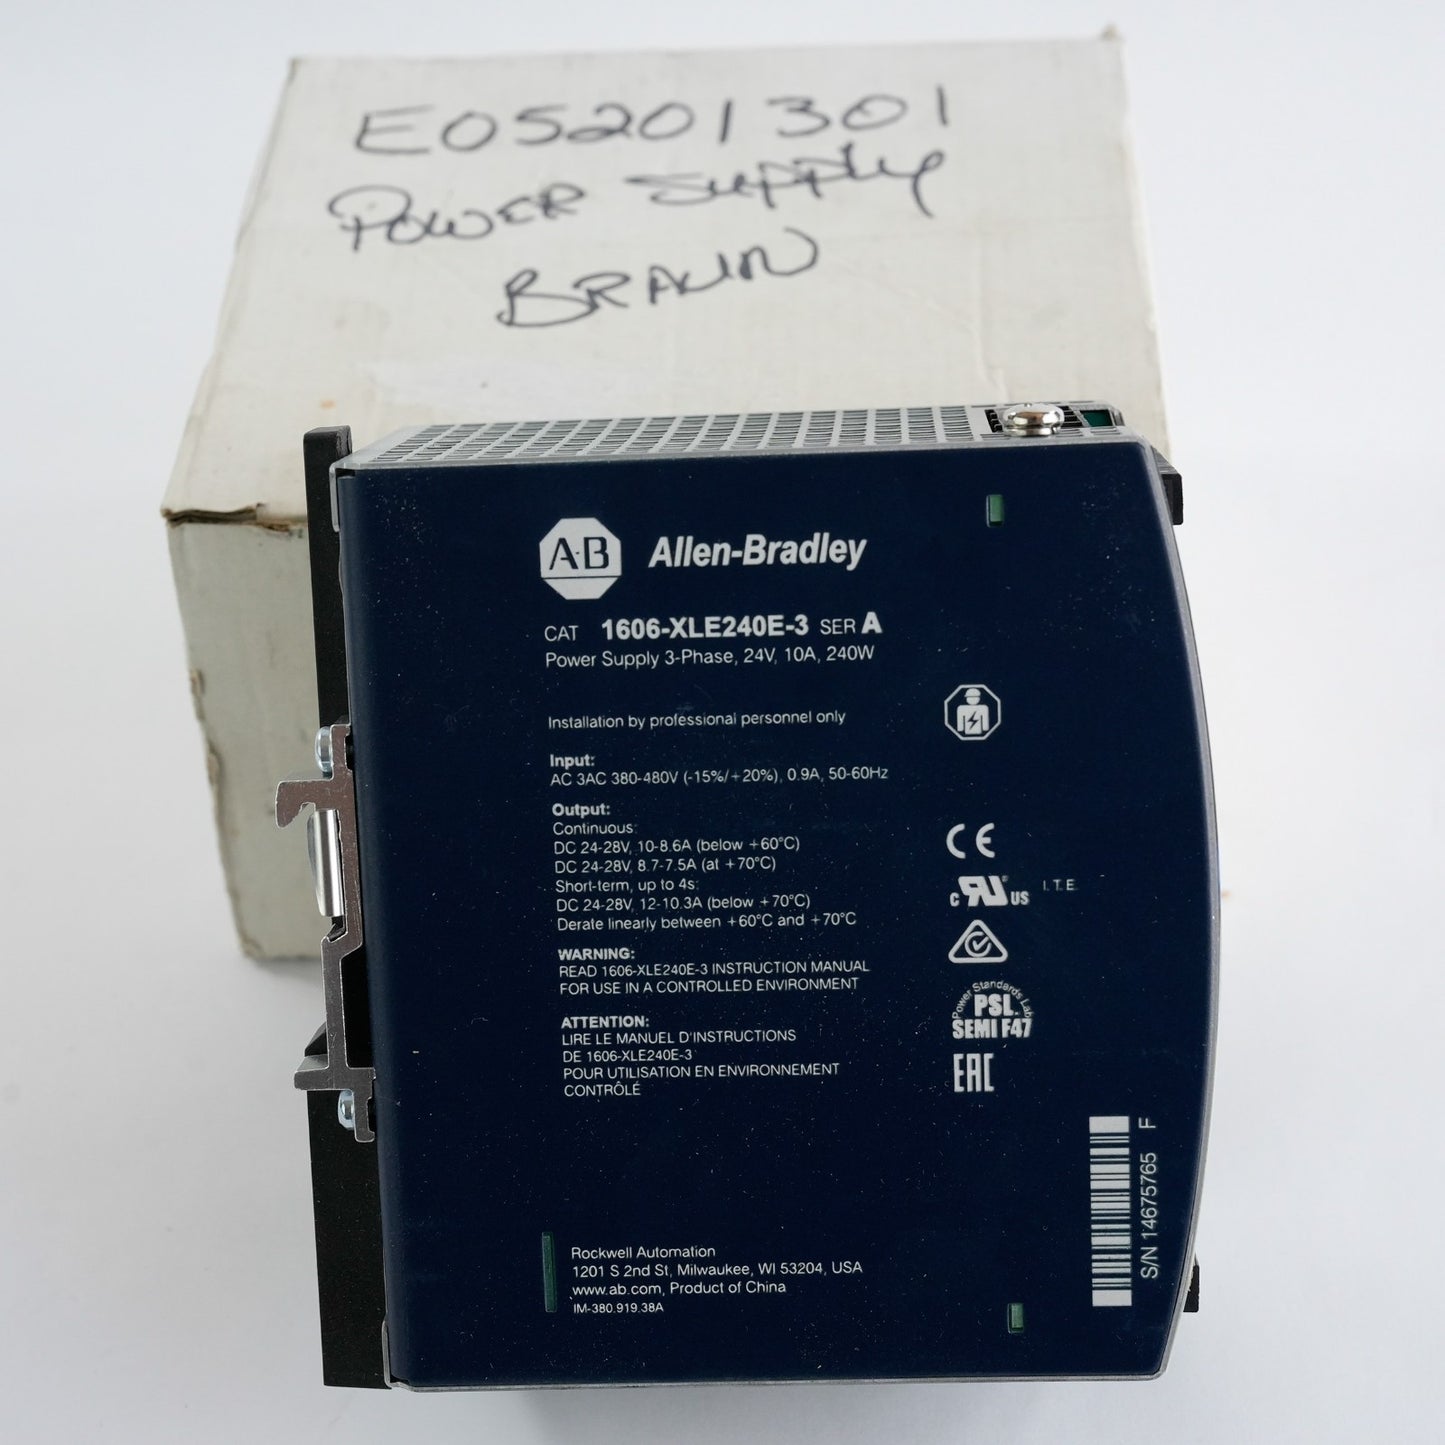 E05201301
POWER SUPPLY
BRAUN
A·B Allen-Bradley
CAT 1606-XLE240E-3 SER A
Power Supply 3-Phase, 24V, 10A, 240W
Installation by professional personnel only
Input:
AC 3AC 380-480V (-15%/+20%), 0.9A, 50-60Hz
Output:
Continuous:
DC 24-28V, 10-8.6A (below +60°C)
DC 24-28V, 8.7-7.5A (at +70°C)
Short-term, up to 4s:
DC 24-28V, 12-10.3A (below +70°C)
Derate linearly between +60°C and +70°C
WARNING:
READ 1606-XLE240E-3 INSTRUCTION MANUAL
FOR USE IN A CONTROLLED ENVIRONMENT
ATTENTION:
LIRE LE MANUEL D'INSTRUCTIONS
DE 1606-XLE240E-3
POUR UTILISATION EN ENVIRONNEMENT
CONTRÔLÉ
CE
c RU US I.T.E.
Power Standards Lab
PSL
SEMI F47
EAC
S/N 14675765 F
Rockwell Automation
1201 S 2nd St, Milwaukee, WI 53204, USA
www.ab.com, Product of China
IM-380.919.38A